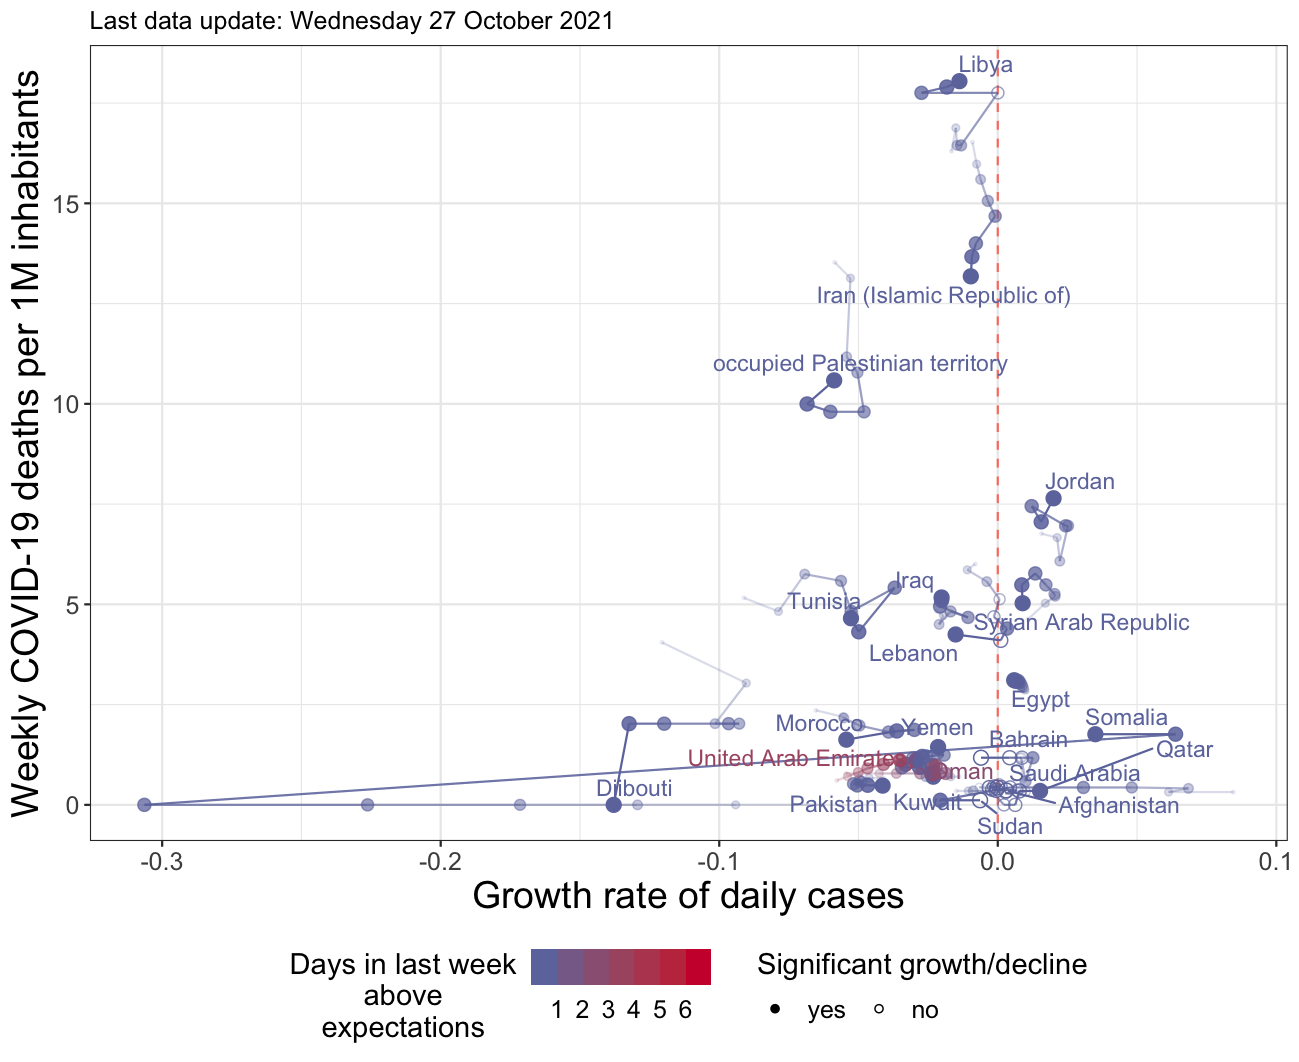 Last data update: Wednesday 27 October 2021
Weekly COVID-19 deaths per 1M inhabitants
15
10
5
0
Libya
Iran (Islamic Republic of)
occupied Palestinian territory
Jordan
Iraq
Tunisia
Syrian Arab Republic
Lebanon
Egypt
Somalia
Morocco
Yemen
Bahrain
Qatar
United Arab Emirates
Oman
Saudi Arabia
Djibouti
Pakistan
Kuwait
Afghanistan
Sudan
-0.3
-0.2
-0.1
0.0
0.1
Growth rate of daily cases
Days in last week
above
expectations
1 2 3 4 5 6
Significant growth/decline
yes no